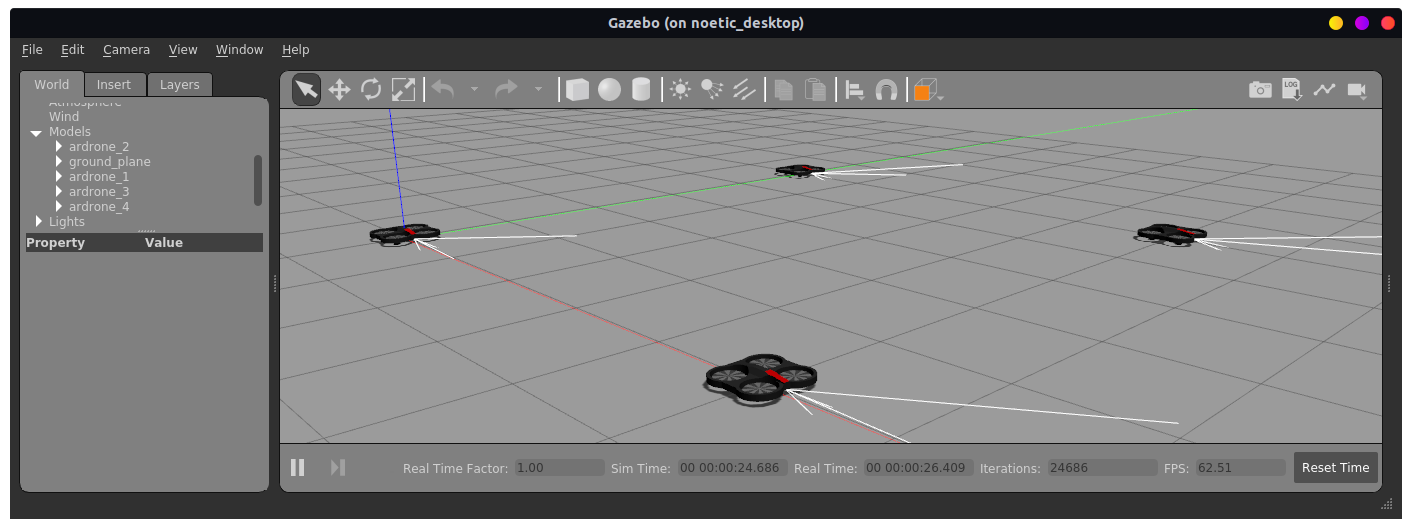 Gazebo (on noetic_desktop)
File Edit Camera View Window Help
World Insert Layers
Atmosphere
Wind
Models
ardrone_2
ground_plane
ardrone_1
ardrone_3
ardrone_4
Lights
Property Value
LOG
Real Time Factor: 1.00 Sim Time: 00 00:00:24.686 Real Time: 00 00:00:26.409 Iterations: 24686 FPS: 62.51 Reset Time